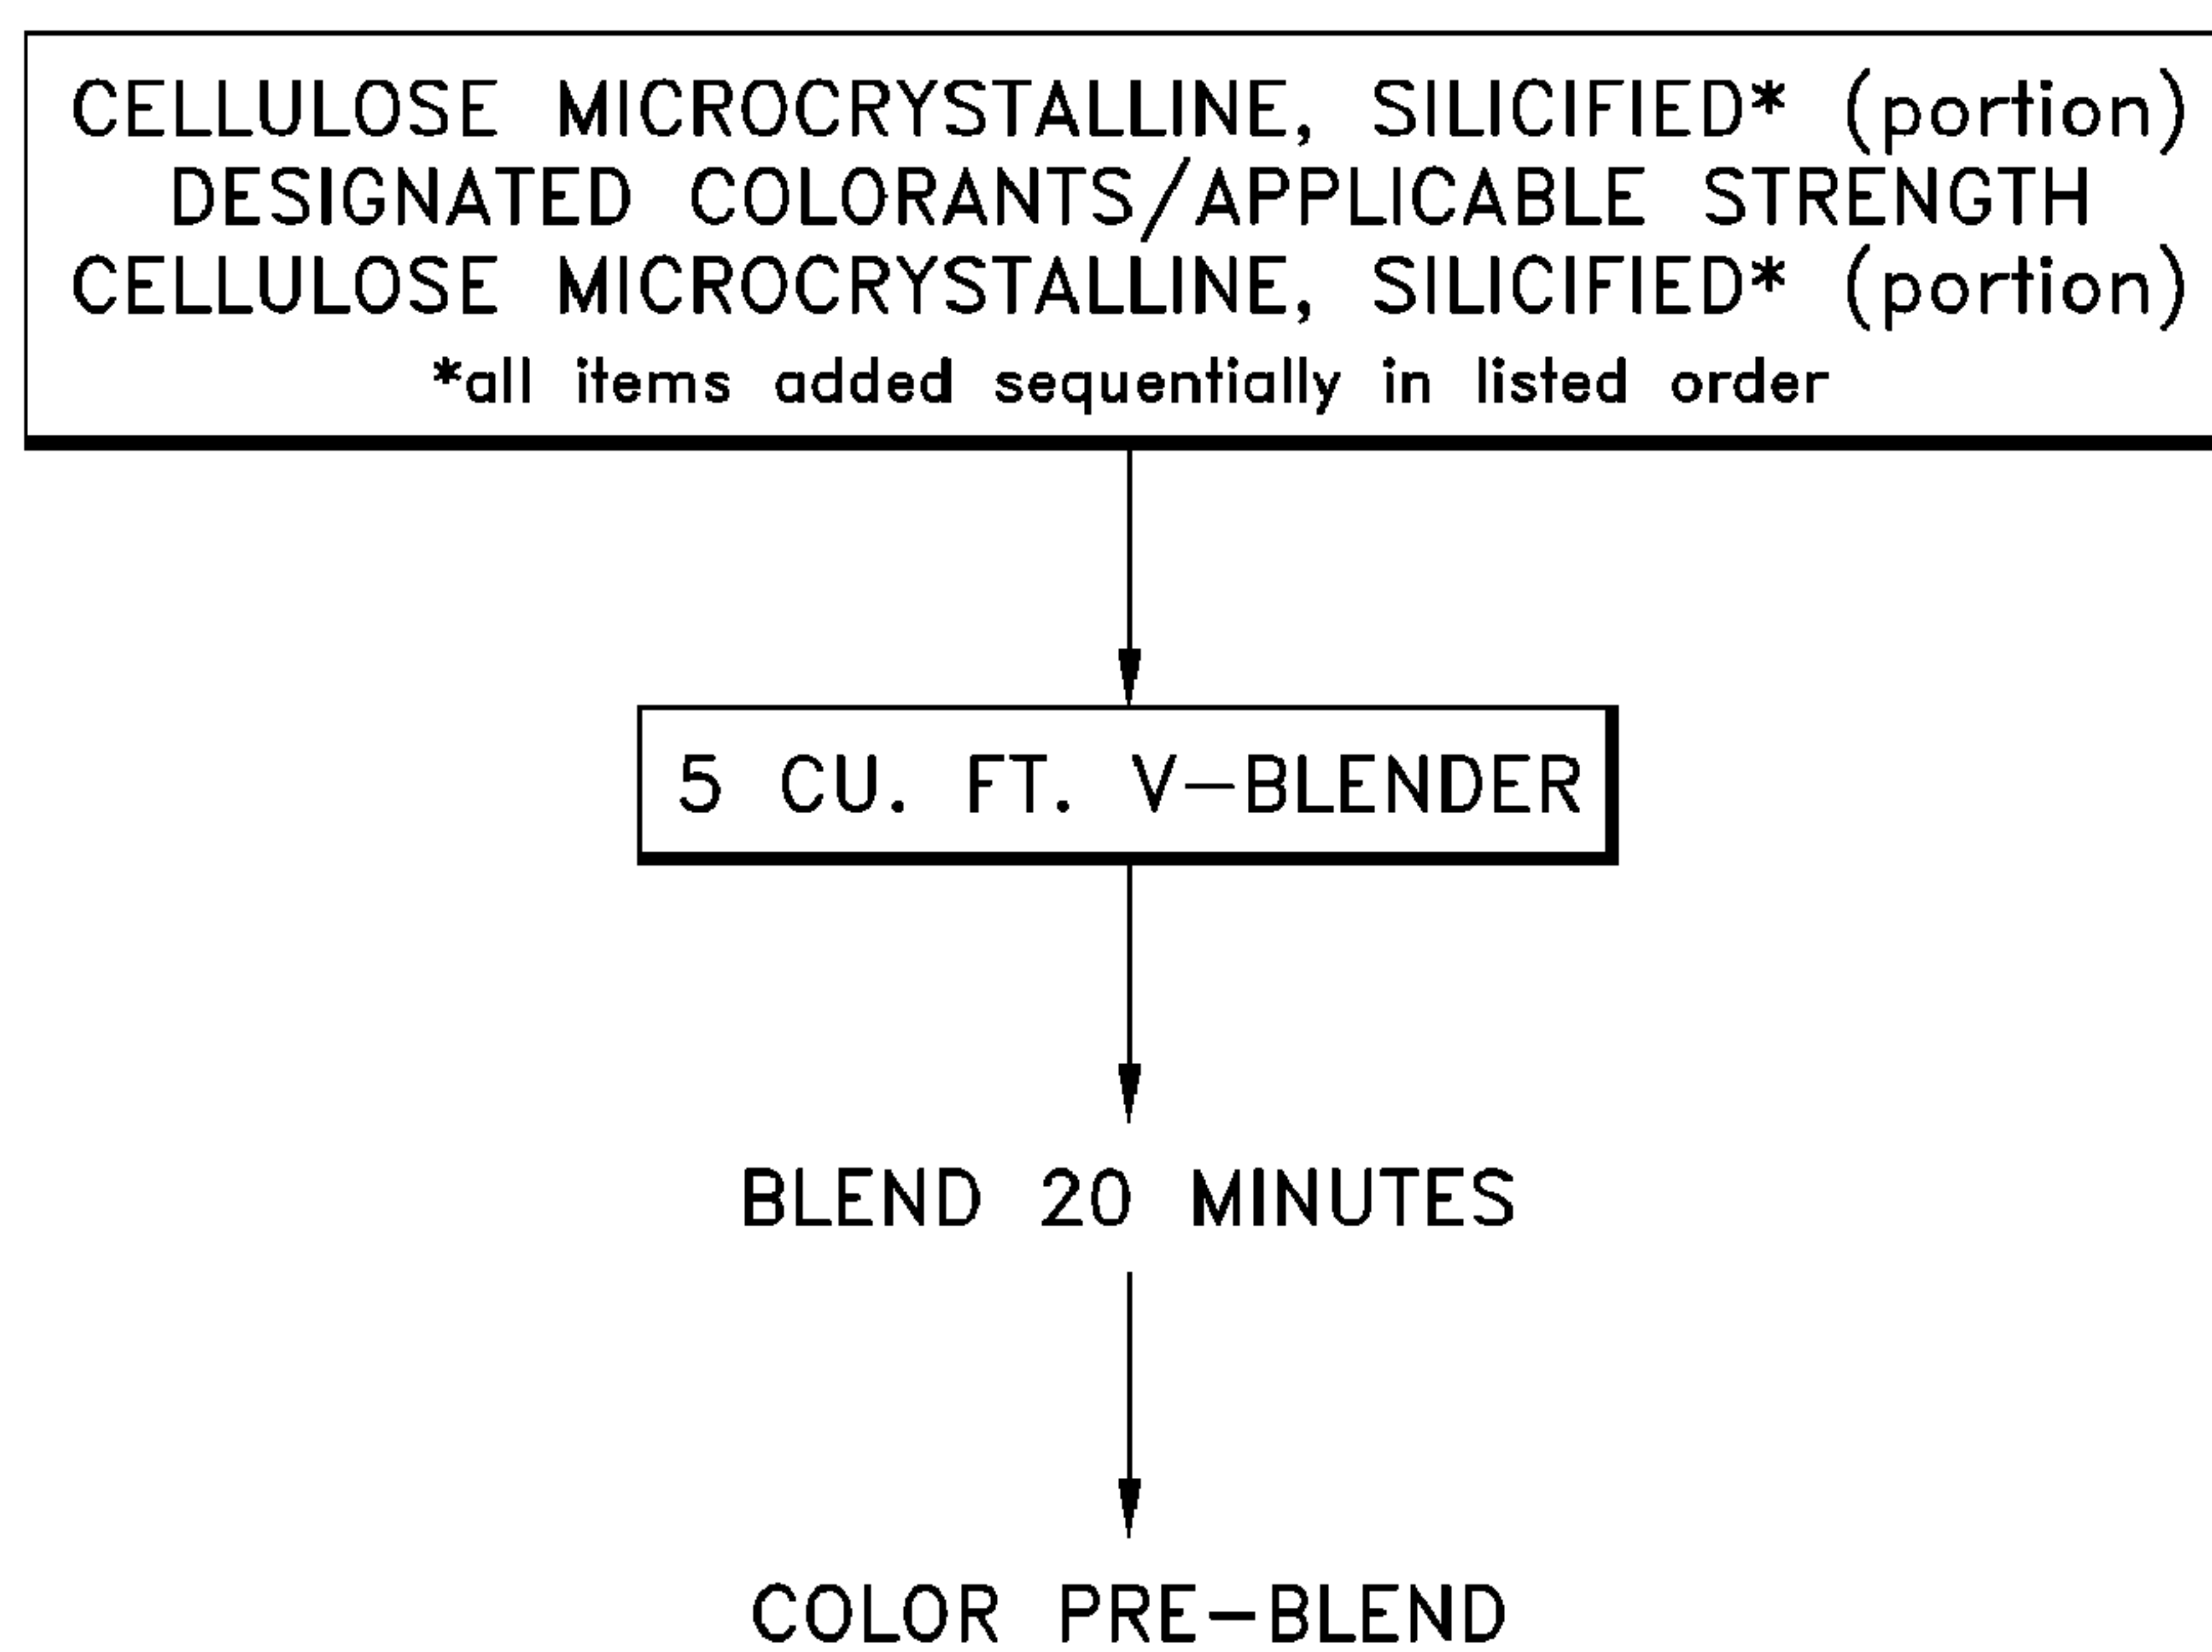 CELLULOSE MICROCRYSTALLINE, SILICIFIED* (portion)
DESIGNATED COLORANTS/APPLICABLE STRENGTH
CELLULOSE MICROCRYSTALLINE, SILICIFIED* (portion)
*all items added sequentially in listed order
5 CU. FT. V-BLENDER
BLEND 20 MINUTES
COLOR PRE-BLEND